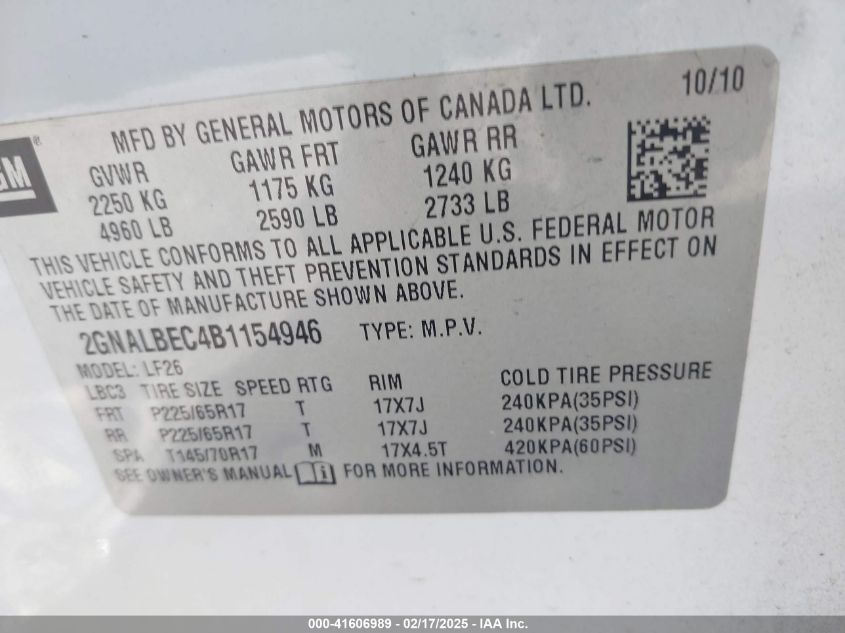 10/10
GM
®
MFD BY GENERAL MOTORS OF CANADA LTD.
GVWR GAWR FRT GAWR RR
2250 KG 1175 KG 1240 KG
4960 LB 2590 LB 2733 LB
THIS VEHICLE CONFORMS TO ALL APPLICABLE U.S. FEDERAL MOTOR
VEHICLE SAFETY AND THEFT PREVENTION STANDARDS IN EFFECT ON
THE DATE OF MANUFACTURE SHOWN ABOVE.
2GNALBEC4B1154946 TYPE: M.P.V.
MODEL: LF26
LBC3 TIRE SIZE SPEED RTG RIM COLD TIRE PRESSURE
FRT P225/65R17 T 17X7J 240KPA(35PSI)
RR P225/65R17 T 17X7J 240KPA(35PSI)
SPA T145/70R17 M 17X4.5T 420KPA(60PSI)
SEE OWNER'S MANUAL FOR MORE INFORMATION.
000-41606989 - 02/17/2025 - IAA Inc.